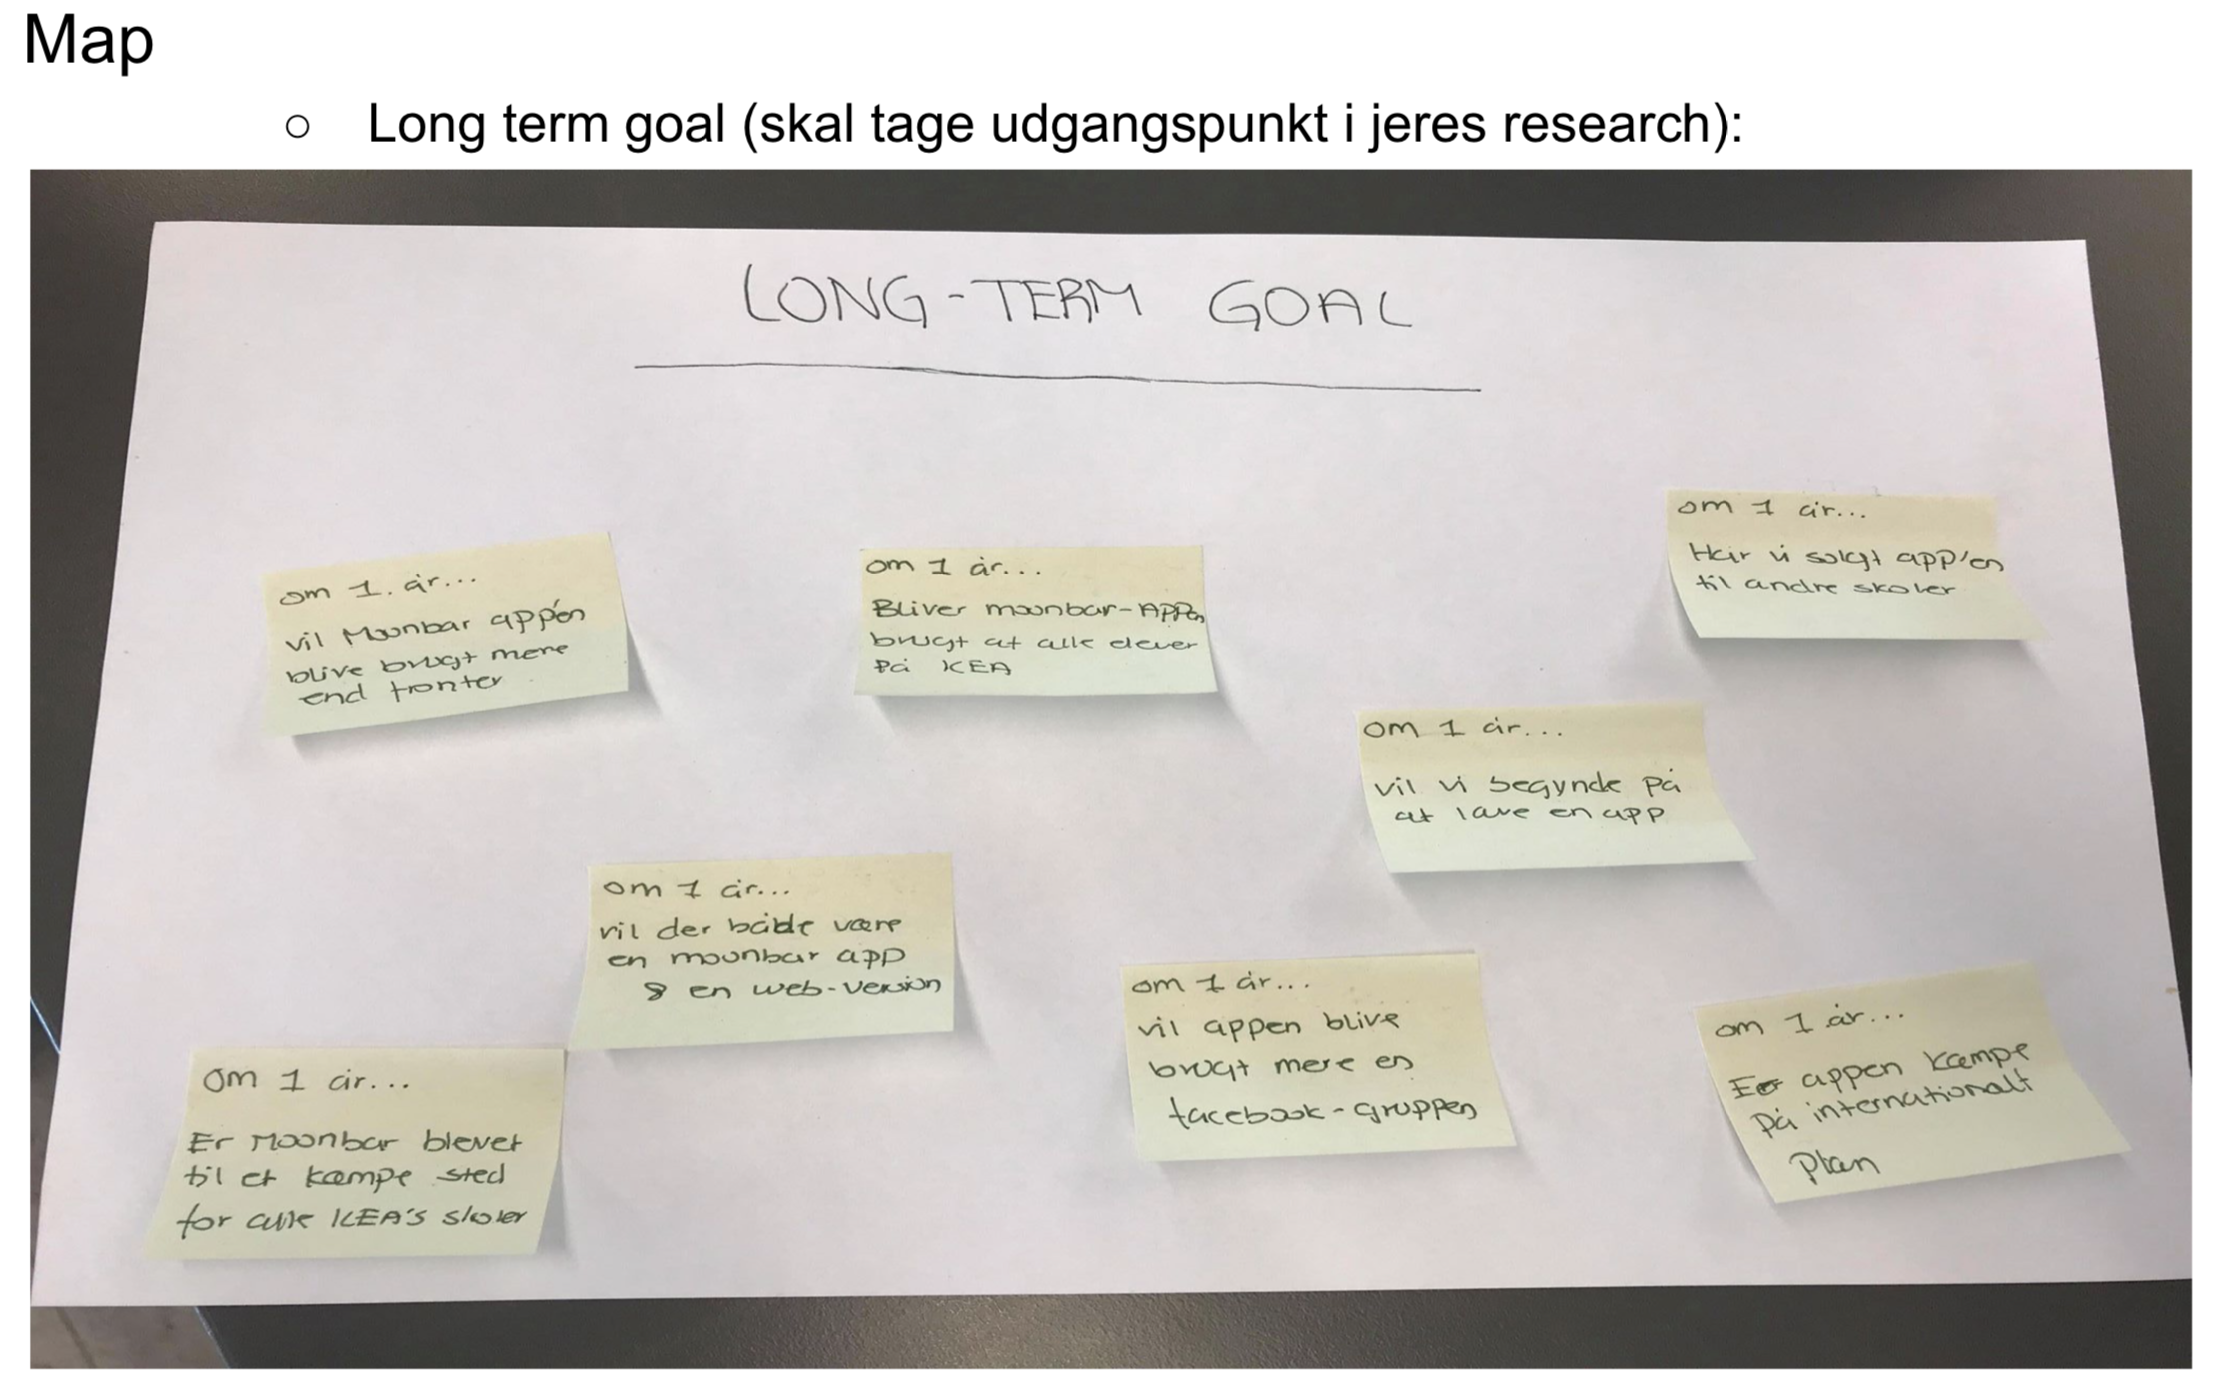 Map
○ Long term goal (skal tage udgangspunkt i jeres research):
LONG-TERM GOAL
om 1. år...
vil Moonbar app'en
blive brugt mere
end fronter
om 1 år...
Bliver moonbar-APPen
brugt af alle elever
På KEA
om 1 år...
Har vi solgt app'en
til andre skoler
om 1 år...
vil vi begynde på
at lave en app
om 1 år...
vil der både være
en moonbar app
& en web-version
om 1 år...
vil appen blive
brugt mere en
facebook-gruppen
om 1 år...
Er appen kæmpe
på internationalt
plan
Om 1 år...
Er Moonbar blevet
til et kæmpe sted
for alle KEA's skoler